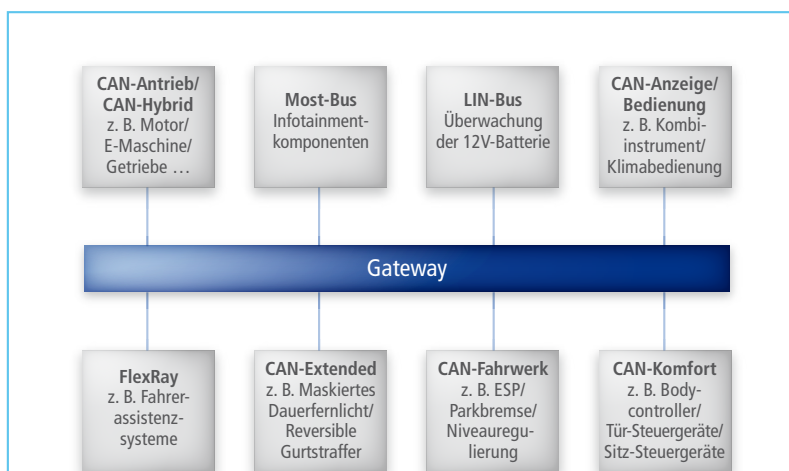 CAN-Antrieb/
CAN-Hybrid
z. B. Motor/
E-Maschine/
Getriebe …
Most-Bus
Infotainment-
komponenten
LIN-Bus
Überwachung
der 12V-Batterie
CAN-Anzeige/
Bedienung
z. B. Kombi-
instrument/
Klimabedienung
Gateway
FlexRay
z. B. Fahrer-
assistenz-
systeme
CAN-Extended
z. B. Maskiertes
Dauerfernlicht/
Reversible
Gurtstraffer
CAN-Fahrwerk
z. B. ESP/
Parkbremse/
Niveauregu-
lierung
CAN-Komfort
z. B. Body-
controller/
Tür-Steuergeräte/
Sitz-Steuergeräte